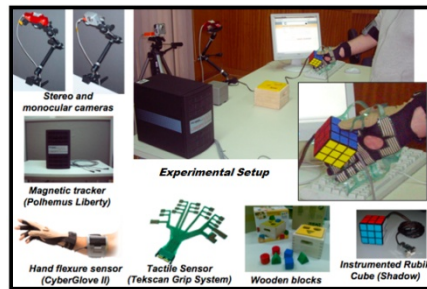 Stereo and
monocular cameras
Experimental Setup
Magnetic tracker
(Polhemus Liberty)
Hand flexure sensor
(CyberGlove II)
Tactile Sensor
(Tekscan Grip System)
Wooden blocks
Instrumented Rubik
Cube (Shadow)